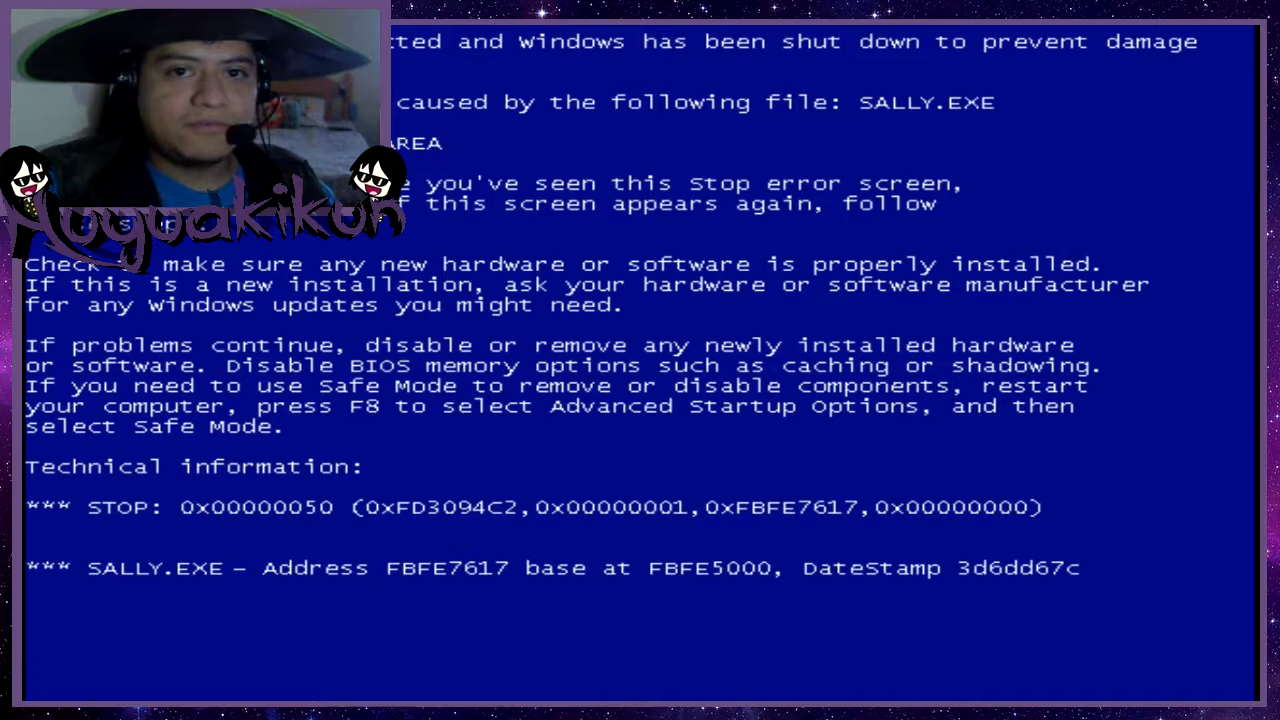 cted and Windows has been shut down to prevent damage
caused by the following file: SALLY.EXE
AREA
you've seen this Stop error screen,
f this screen appears again, follow
Nuguakikun
Check make sure any new hardware or software is properly installed.
If this is a new installation, ask your hardware or software manufacturer
for any Windows updates you might need.
If problems continue, disable or remove any newly installed hardware
or software. Disable BIOS memory options such as caching or shadowing.
If you need to use Safe Mode to remove or disable components, restart
your computer, press F8 to select Advanced Startup Options, and then
select Safe Mode.
Technical information:
*** STOP: 0x00000050 (0xFD3094C2,0x00000001,0xFBFE7617,0x00000000)
*** SALLY.EXE – Address FBFE7617 base at FBFE5000, DateStamp 3d6dd67c